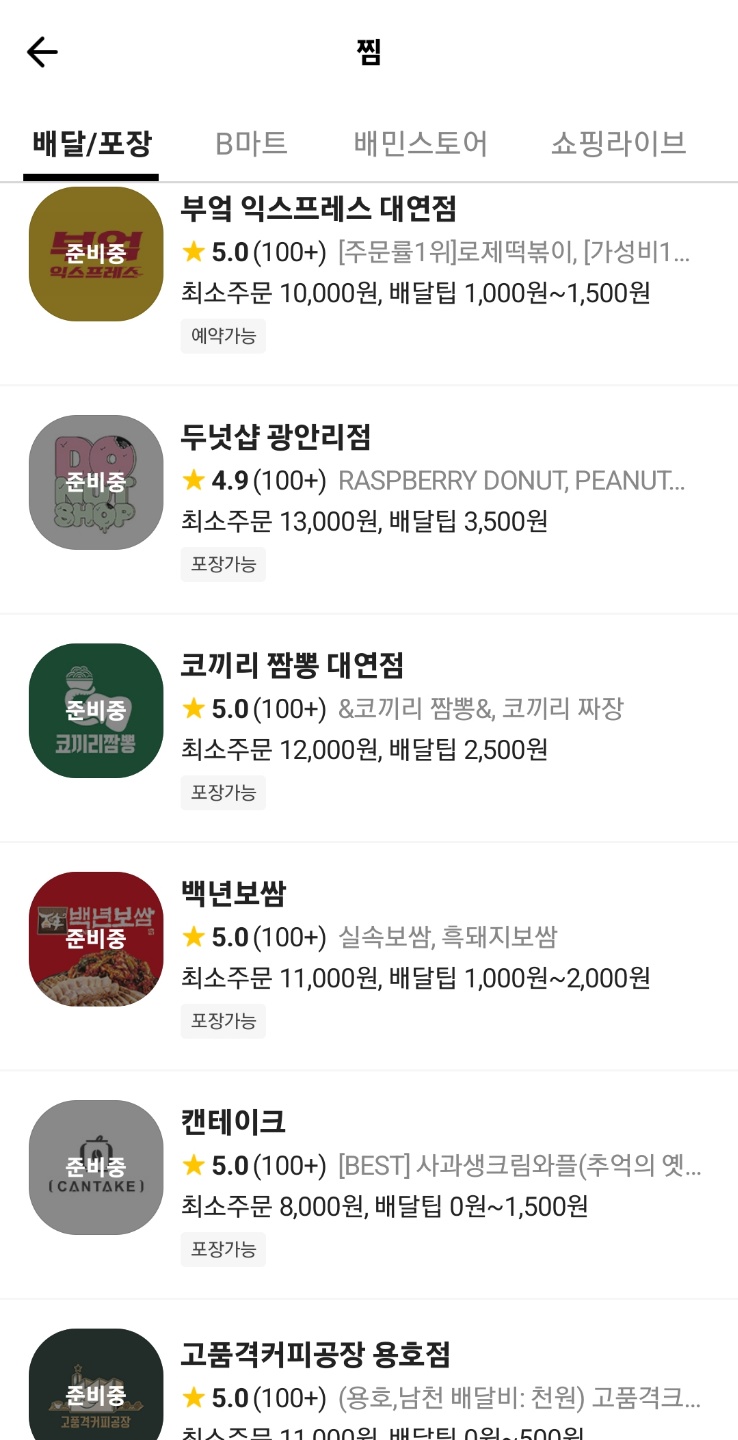 찜
배달/포장 B마트 배민스토어 쇼핑라이브
부엌 익스프레스
준비중
부엌 익스프레스 대연점
5.0(100+) [주문률1위]로제떡볶이, [가성비1...
최소주문 10,000원, 배달팁 1,000원~1,500원
예약가능
DO
NUT
SHOP
준비중
두넛샵 광안리점
4.9(100+) RASPBERRY DONUT, PEANUT...
최소주문 13,000원, 배달팁 3,500원
포장가능
준비중
코끼리짬뽕
코끼리 짬뽕 대연점
5.0(100+) &코끼리 짬뽕&, 코끼리 짜장
최소주문 12,000원, 배달팁 2,500원
포장가능
백년보쌈
준비중
백년보쌈
5.0(100+) 실속보쌈, 흑돼지보쌈
최소주문 11,000원, 배달팁 1,000원~2,000원
포장가능
준비중
(CANTAKE)
캔테이크
5.0(100+) [BEST] 사과생크림와플(추억의 옛...
최소주문 8,000원, 배달팁 0원~1,500원
포장가능
준비중
고품격커피공장
고품격커피공장 용호점
5.0(100+) (용호,남천 배달비: 천원) 고품격크...
최소주문 11,000원, 배달팁 0원~500원